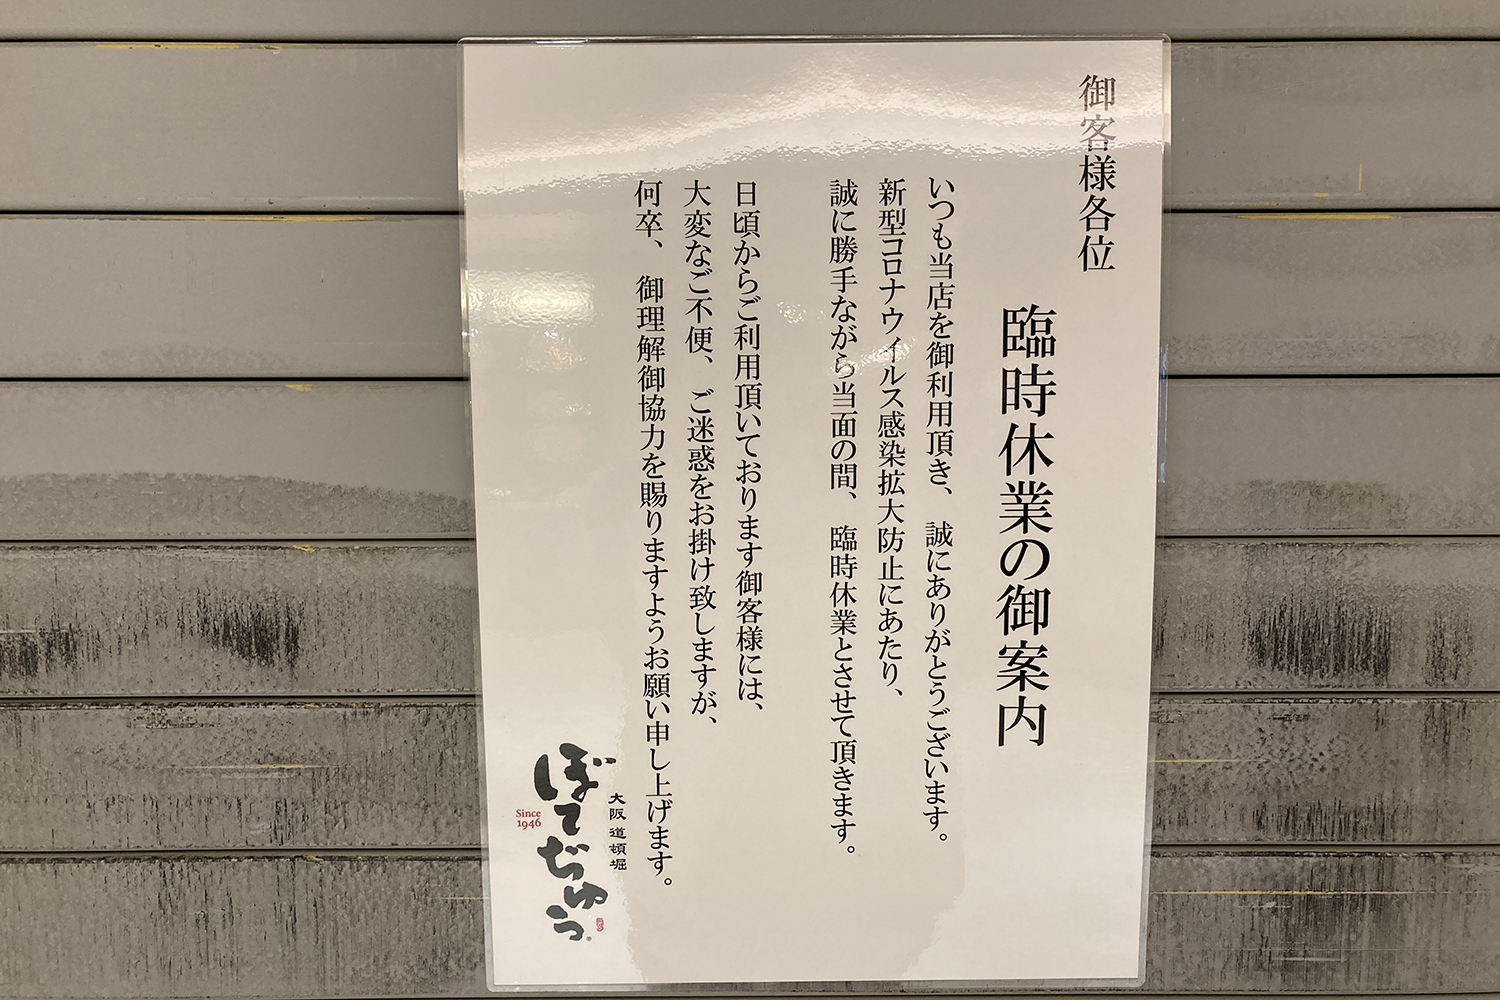 御客様各位
臨時休業の御案内
いつも当店を御利用頂き、誠にありがとうございます。
新型コロナウィルス感染拡大防止にあたり、
誠に勝手ながら当面の間、臨時休業とさせて頂きます。
日頃からご利用頂いております御客様には、
大変なご不便、ご迷惑をお掛け致しますが、
何卒、御理解御協力を賜りますようお願い申し上げます。
大阪道頓堀
ぼてぢゅう®
Since
1946